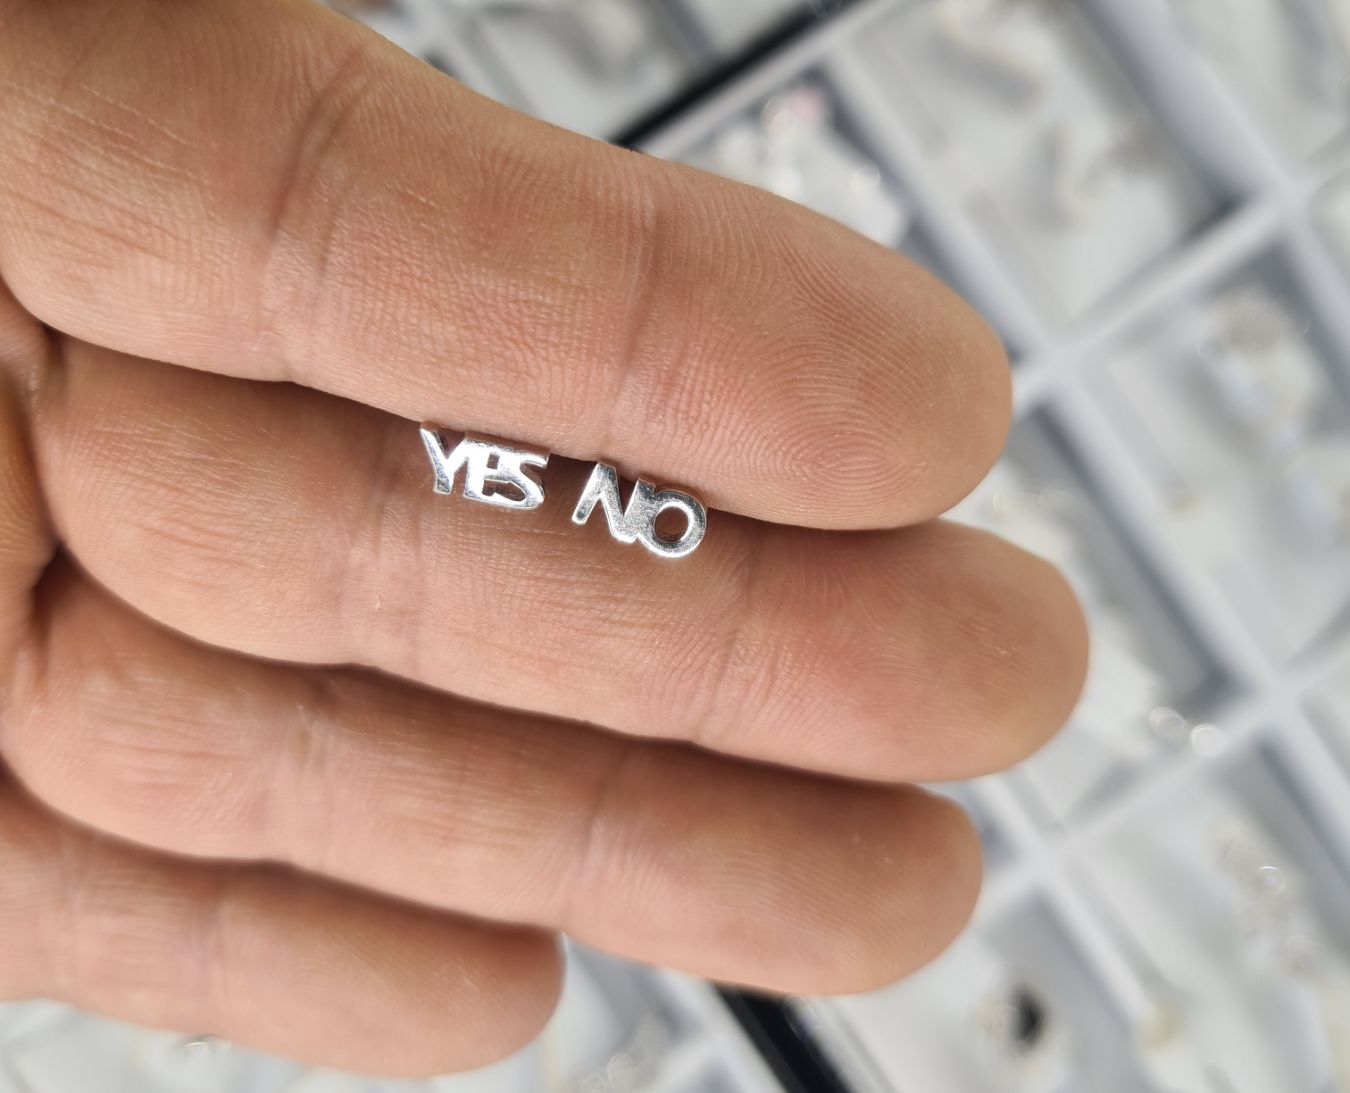 YES NO